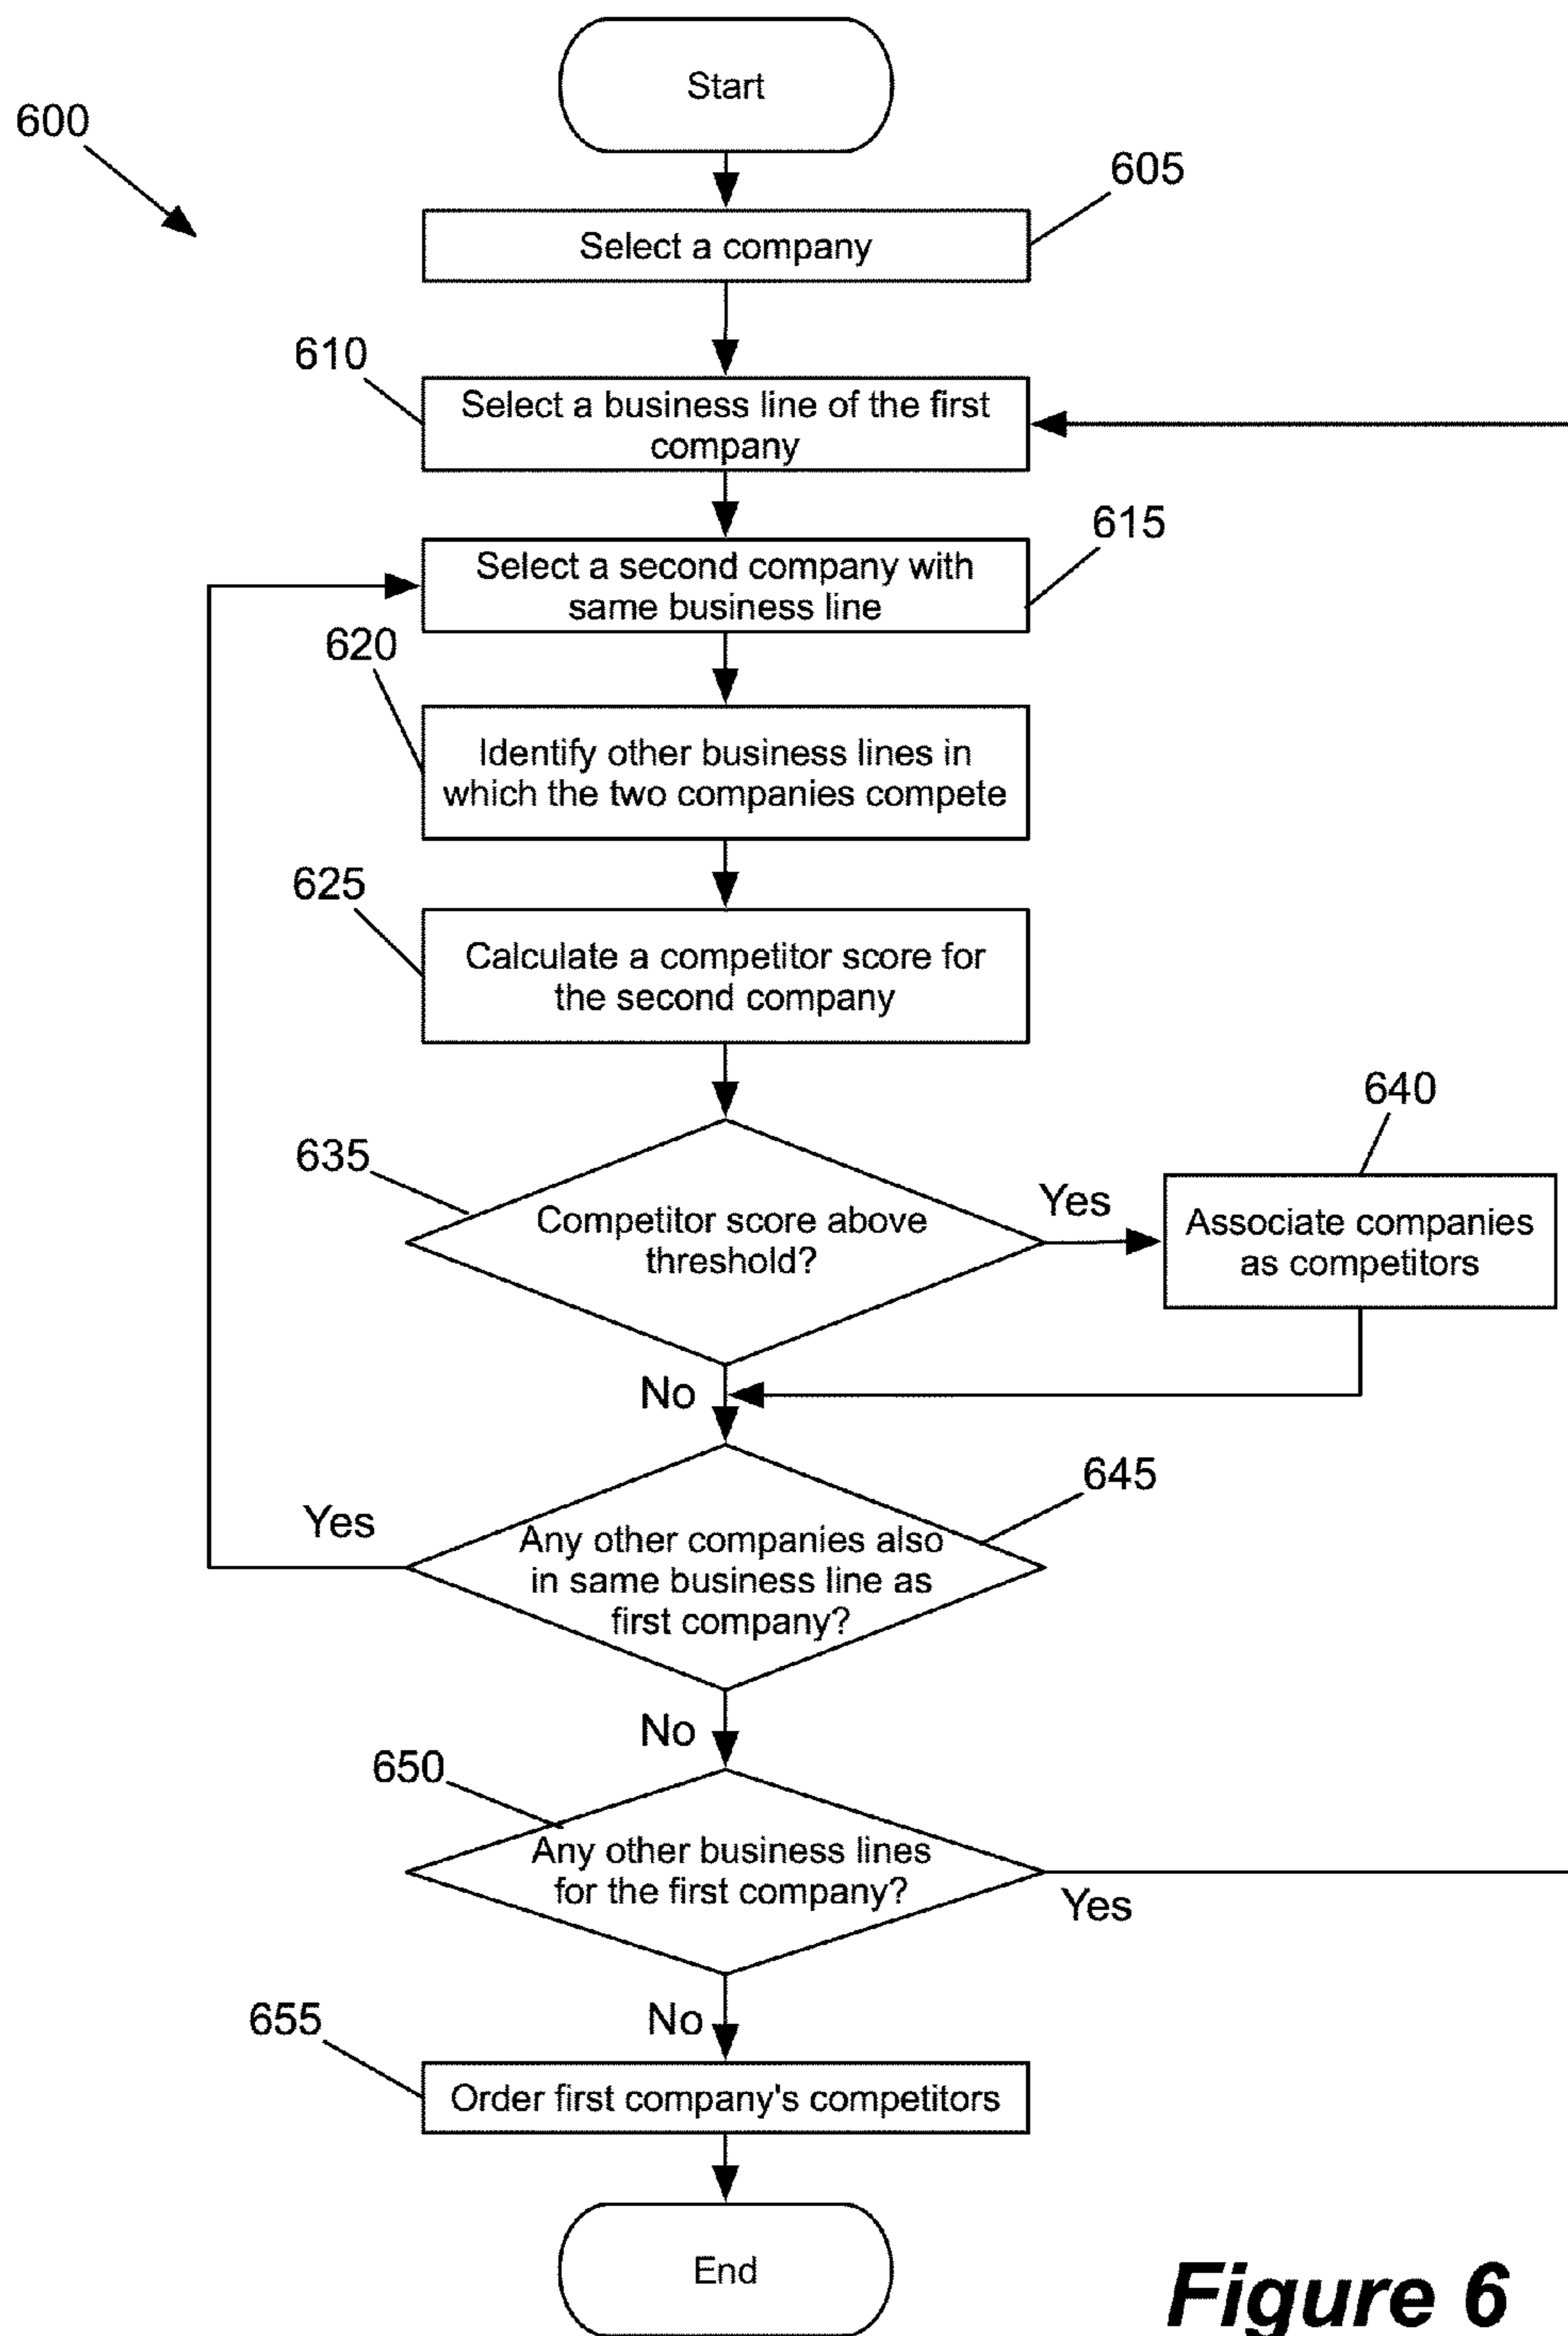 Start
600
605
Select a company
610
Select a business line of the first
company
615
Select a second company with
same business line
620
Identify other business lines in
which the two companies compete
625
Calculate a competitor score for
the second company
640
635
Competitor score above
threshold?
Yes
Associate companies
as competitors
No
645
Yes
Any other companies also
in same business line as
first company?
No
650
Any other business lines
for the first company?
Yes
No
655
Order first company's competitors
End
Figure 6